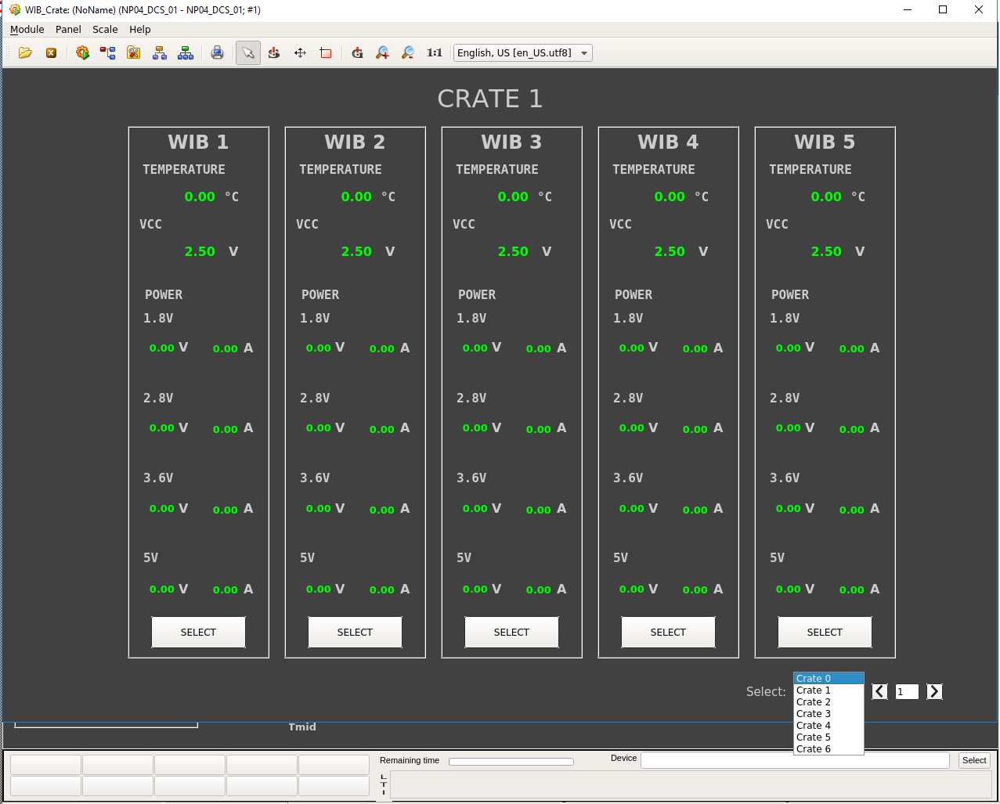 WIB_Crate: (NoName) (NP04_DCS_01 - NP04_DCS_01; #1)
Module Panel Scale Help
1:1 English, US [en_US.utf8]
CRATE 1
WIB 1 WIB 2 WIB 3 WIB 4 WIB 5
TEMPERATURE TEMPERATURE TEMPERATURE TEMPERATURE TEMPERATURE
0.00 °C 0.00 °C 0.00 °C 0.00 °C 0.00 °C
VCC VCC VCC VCC VCC
2.50 V 2.50 V 2.50 V 2.50 V 2.50 V
POWER POWER POWER POWER POWER
1.8V 1.8V 1.8V 1.8V 1.8V
0.00 V 0.00 A 0.00 V 0.00 A 0.00 V 0.00 A 0.00 V 0.00 A 0.00 V 0.00 A
2.8V 2.8V 2.8V 2.8V 2.8V
0.00 V 0.00 A 0.00 V 0.00 A 0.00 V 0.00 A 0.00 V 0.00 A 0.00 V 0.00 A
3.6V 3.6V 3.6V 3.6V 3.6V
0.00 V 0.00 A 0.00 V 0.00 A 0.00 V 0.00 A 0.00 V 0.00 A 0.00 V 0.00 A
5V 5V 5V 5V 5V
0.00 V 0.00 A 0.00 V 0.00 A 0.00 V 0.00 A 0.00 V 0.00 A 0.00 V 0.00 A
SELECT SELECT SELECT SELECT SELECT
Select: < 1 >
Crate 0
Crate 1
Crate 2
Crate 3
Crate 4
Crate 5
Crate 6
Tmid
Remaining time Device Select